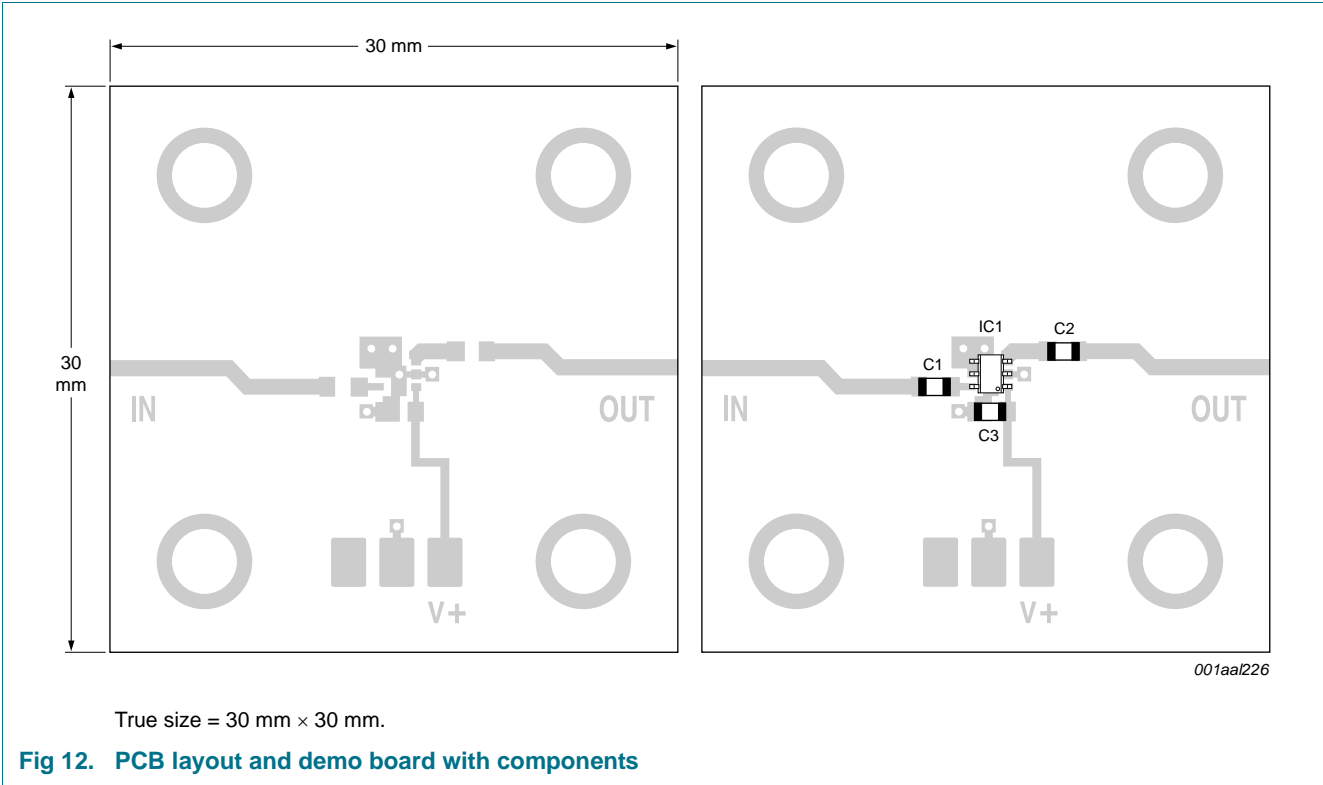 30 mm
30
mm
IN
OUT
V+
IC1
C2
C1
C3
IN
OUT
V+
001aal226
True size = 30 mm × 30 mm.
Fig 12. PCB layout and demo board with components